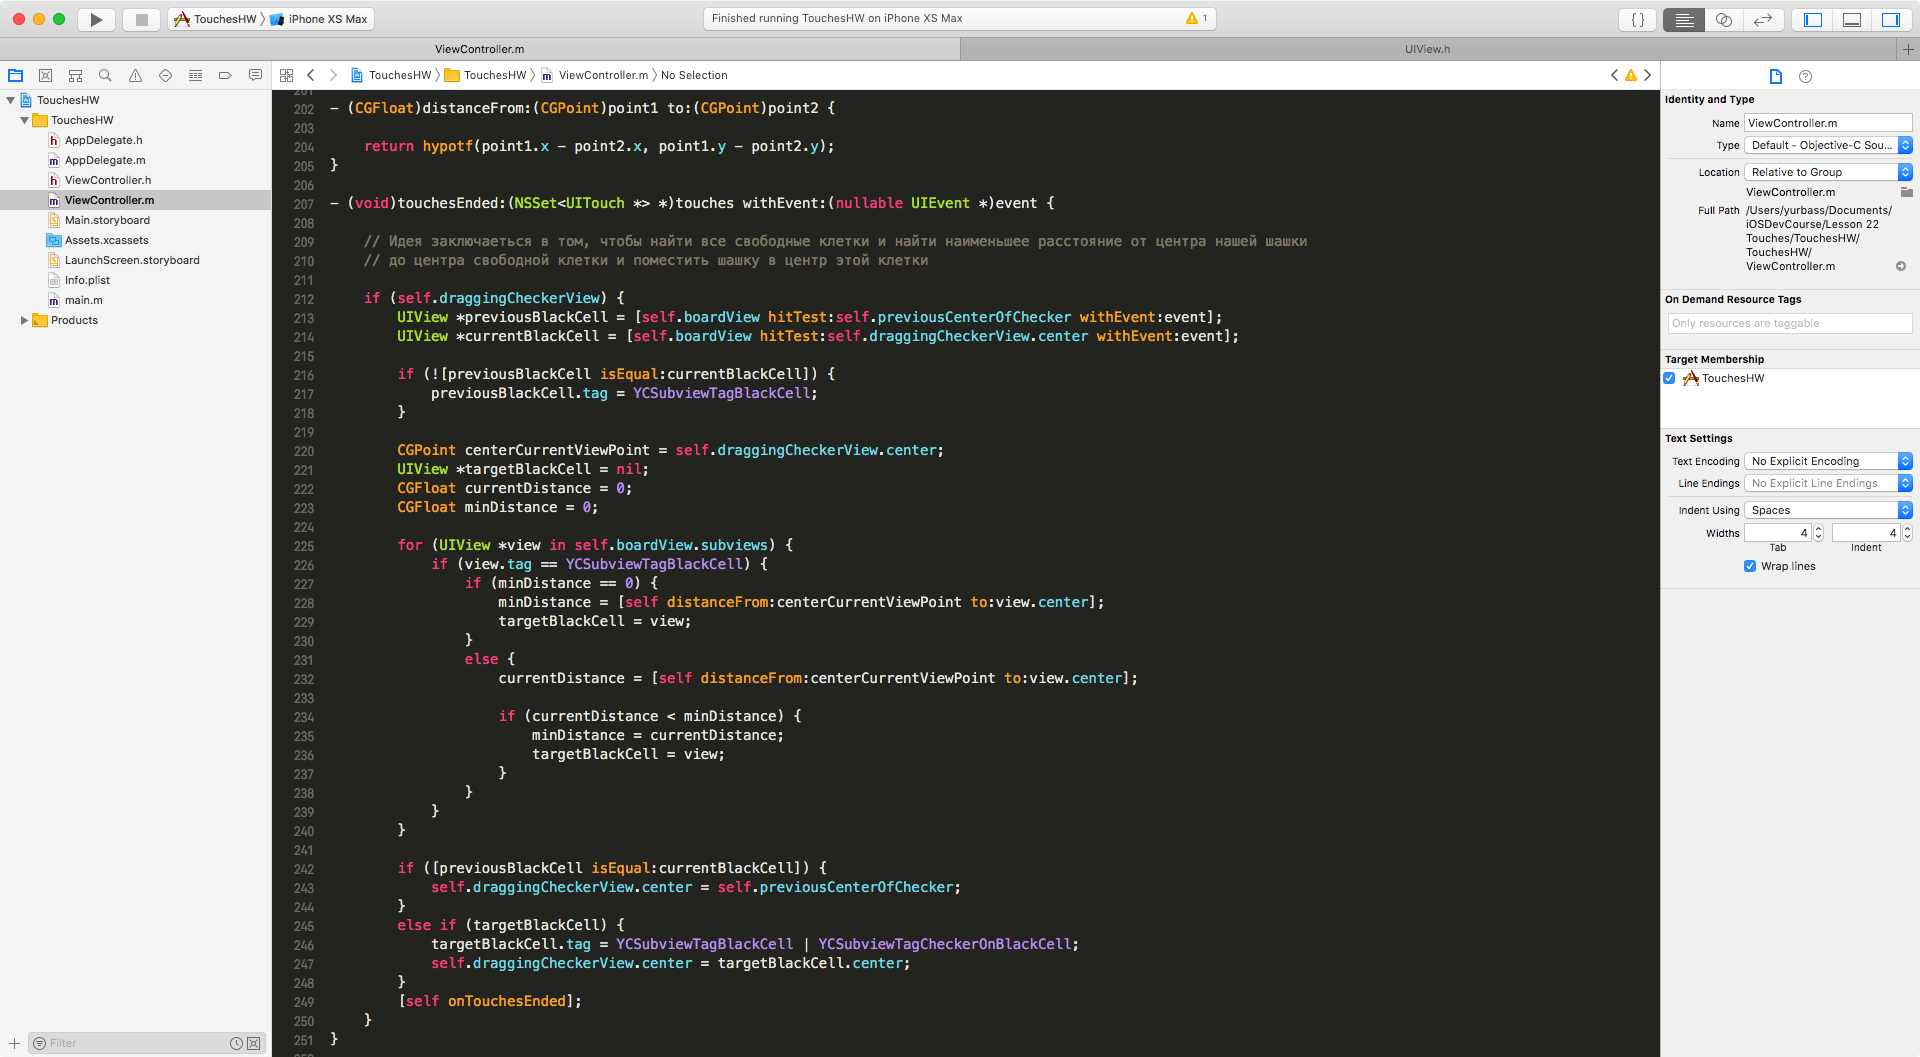 TouchesHW
iPhone XS Max
Finished running TouchesHW on iPhone XS Max
1
{ }
ViewController.m
UIView.h
TouchesHW
TouchesHW
ViewController.m
No Selection
TouchesHW
TouchesHW
AppDelegate.h
AppDelegate.m
ViewController.h
ViewController.m
Main.storyboard
Assets.xcassets
LaunchScreen.storyboard
Info.plist
main.m
Products
Filter
201
202 - (CGFloat)distanceFrom:(CGPoint)point1 to:(CGPoint)point2 {
203
204 return hypotf(point1.x - point2.x, point1.y - point2.y);
205 }
206
207 - (void)touchesEnded:(NSSet<UITouch *> *)touches withEvent:(nullable UIEvent *)event {
208
209 // Идея заключаеться в том, чтобы найти все свободные клетки и найти наименьшее расстояние от центра нашей шашки
210 // до центра свободной клетки и поместить шашку в центр этой клетки
211
212 if (self.draggingCheckerView) {
213 UIView *previousBlackCell = [self.boardView hitTest:self.previousCenterOfChecker withEvent:event];
214 UIView *currentBlackCell = [self.boardView hitTest:self.draggingCheckerView.center withEvent:event];
215
216 if (![previousBlackCell isEqual:currentBlackCell]) {
217 previousBlackCell.tag = YCSubviewTagBlackCell;
218 }
219
220 CGPoint centerCurrentViewPoint = self.draggingCheckerView.center;
221 UIView *targetBlackCell = nil;
222 CGFloat currentDistance = 0;
223 CGFloat minDistance = 0;
224
225 for (UIView *view in self.boardView.subviews) {
226 if (view.tag == YCSubviewTagBlackCell) {
227 if (minDistance == 0) {
228 minDistance = [self distanceFrom:centerCurrentViewPoint to:view.center];
229 targetBlackCell = view;
230 }
231 else {
232 currentDistance = [self distanceFrom:centerCurrentViewPoint to:view.center];
233
234 if (currentDistance < minDistance) {
235 minDistance = currentDistance;
236 targetBlackCell = view;
237 }
238 }
239 }
240 }
241
242 if ([previousBlackCell isEqual:currentBlackCell]) {
243 self.draggingCheckerView.center = self.previousCenterOfChecker;
244 }
245 else if (targetBlackCell) {
246 targetBlackCell.tag = YCSubviewTagBlackCell | YCSubviewTagCheckerOnBlackCell;
247 self.draggingCheckerView.center = targetBlackCell.center;
248 }
249 [self onTouchesEnded];
250 }
251 }
Identity and Type
Name ViewController.m
Type Default - Objective-C Sou...
Location Relative to Group
ViewController.m
Full Path /Users/yurbass/Documents/
iOSDevCourse/Lesson 22
Touches/TouchesHW/
TouchesHW/
ViewController.m
On Demand Resource Tags
Only resources are taggable
Target Membership
TouchesHW
Text Settings
Text Encoding No Explicit Encoding
Line Endings No Explicit Line Endings
Indent Using Spaces
Widths 4 4
Tab Indent
Wrap lines